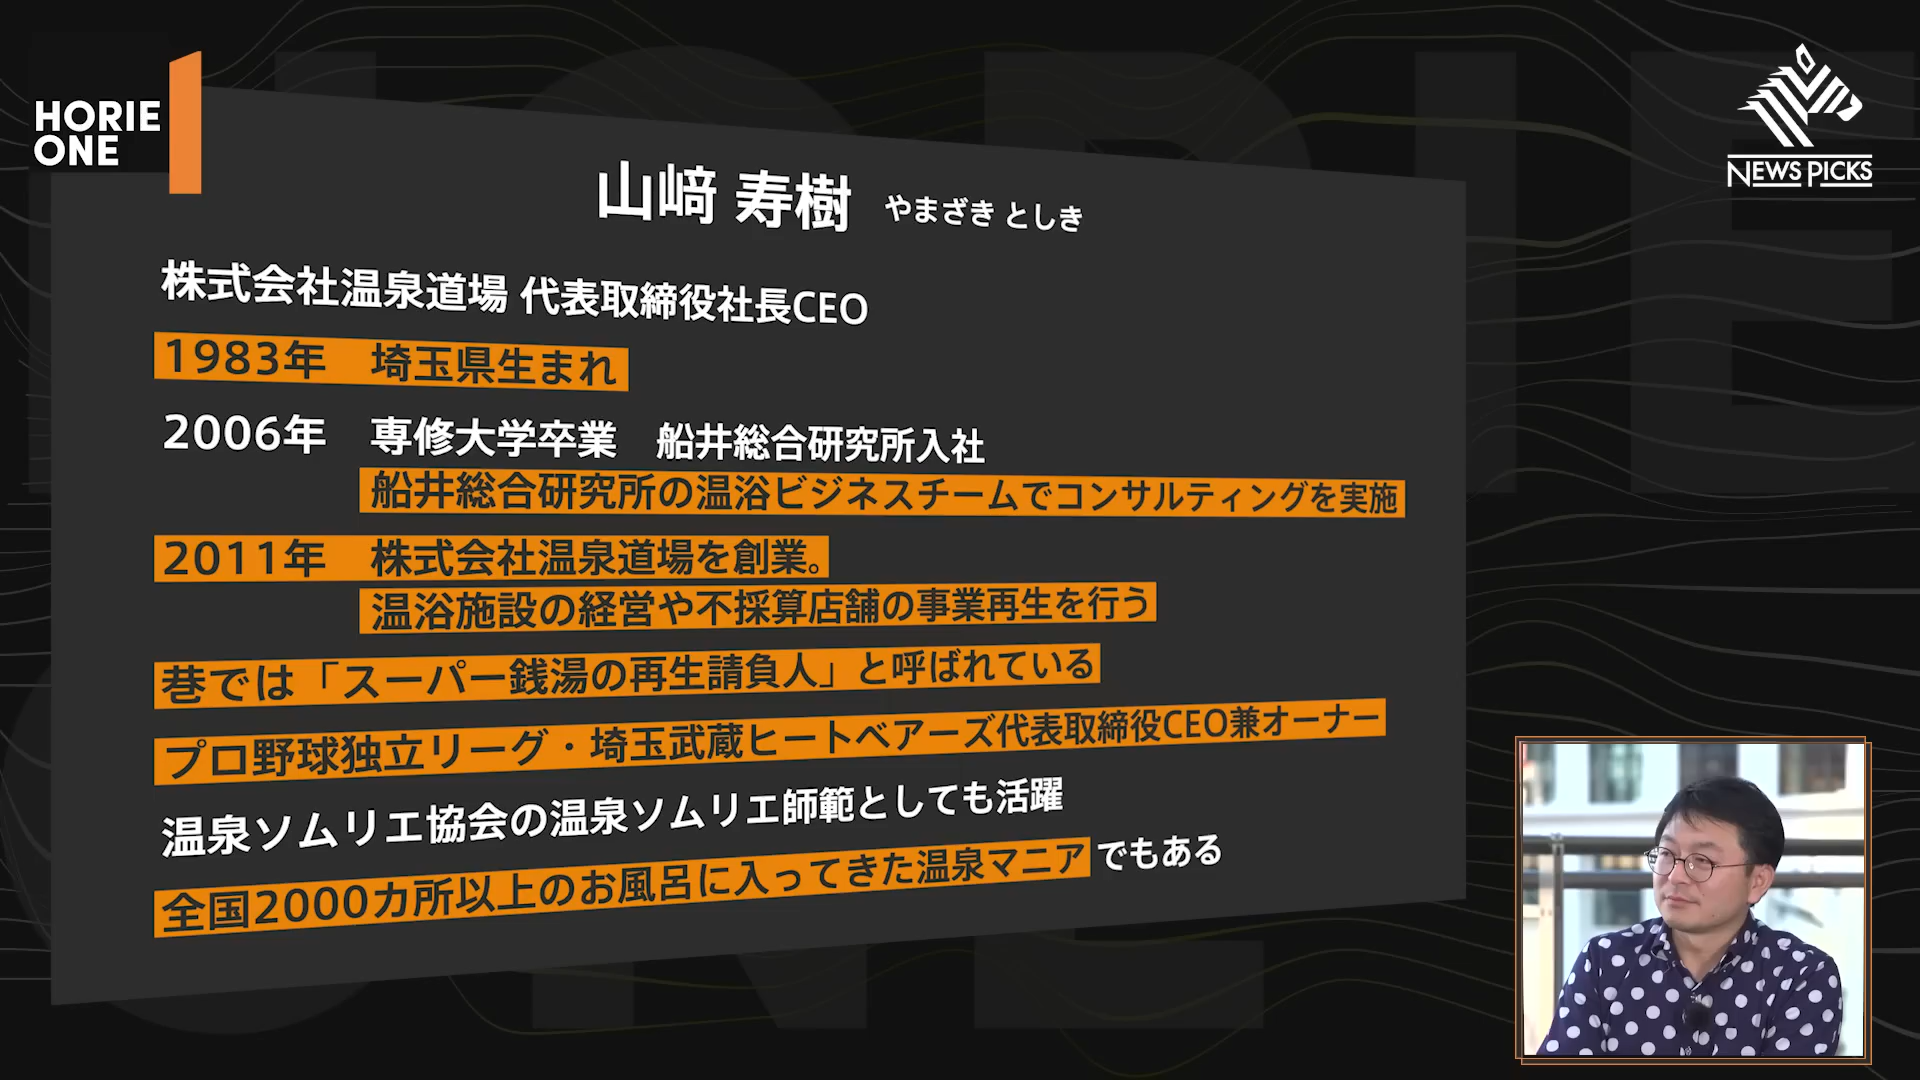 HORIE
ONE
NEWSPICKS
山﨑 寿樹 やまざき としき
株式会社温泉道場 代表取締役社長CEO
1983年 埼玉県生まれ
2006年 専修大学卒業 船井総合研究所入社
船井総合研究所の温浴ビジネスチームでコンサルティングを実施
2011年 株式会社温泉道場を創業。
温浴施設の経営や不採算店舗の事業再生を行う
巷では「スーパー銭湯の再生請負人」と呼ばれている
プロ野球独立リーグ・埼玉武蔵ヒートベアーズ代表取締役CEO兼オーナー
温泉ソムリエ協会の温泉ソムリエ師範としても活躍
全国2000カ所以上のお風呂に入ってきた温泉マニアでもある